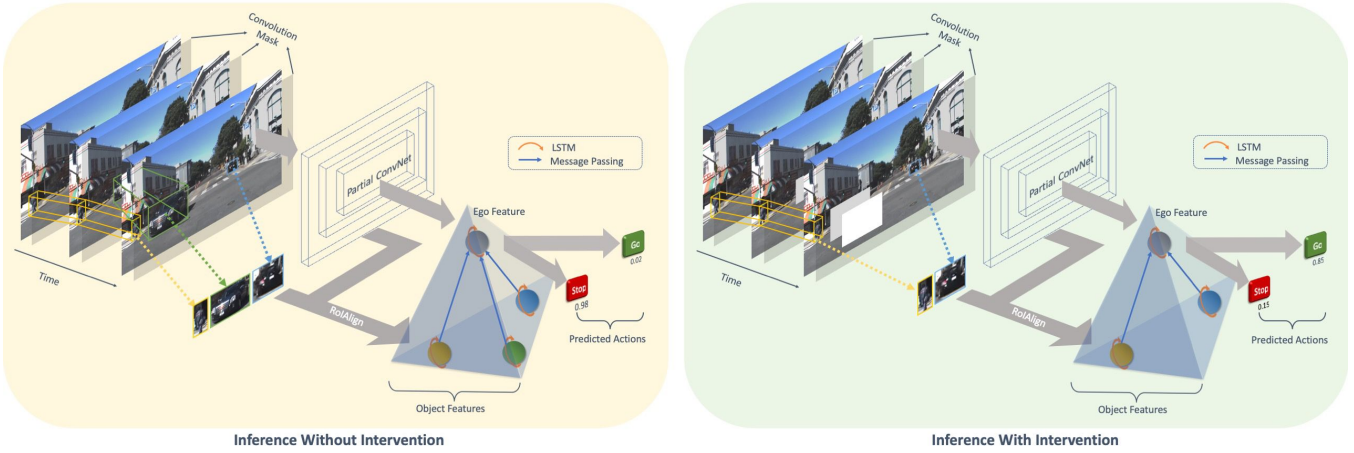 Convolution
Mask
Partial ConvNet
LSTM
Message Passing
Ego Feature
Go
0.02
Stop
0.98
Time
RoIAlign
Predicted Actions
Object Features
Inference Without Intervention
Convolution
Mask
Partial ConvNet
LSTM
Message Passing
Ego Feature
Go
0.85
Stop
0.15
Time
RoIAlign
Predicted Actions
Object Features
Inference With Intervention